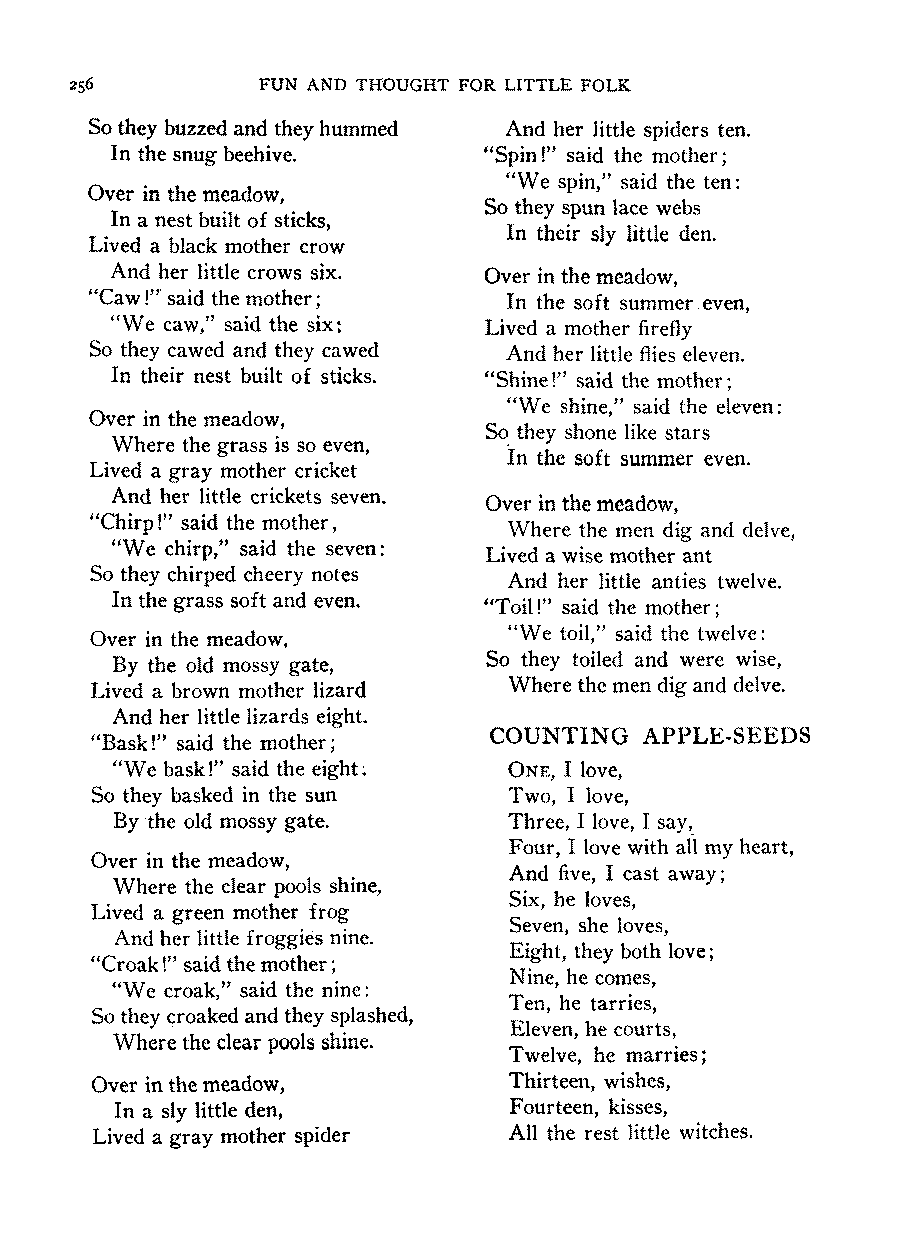 256 FUN AND THOUGHT FOR LITTLE FOLK
So they buzzed and they hummed
In the snug beehive.
Over in the meadow,
In a nest built of sticks,
Lived a black mother crow
And her little crows six.
“Caw!” said the mother;
“We caw,” said the six:
So they cawed and they cawed
In their nest built of sticks.
Over in the meadow,
Where the grass is so even,
Lived a gray mother cricket
And her little crickets seven.
“Chirp!” said the mother,
“We chirp,” said the seven:
So they chirped cheery notes
In the grass soft and even.
Over in the meadow,
By the old mossy gate,
Lived a brown mother lizard
And her little lizards eight.
“Bask!” said the mother;
“We bask!” said the eight:
So they basked in the sun
By the old mossy gate.
Over in the meadow,
Where the clear pools shine,
Lived a green mother frog
And her little froggies nine.
“Croak!” said the mother;
“We croak,” said the nine:
So they croaked and they splashed,
Where the clear pools shine.
Over in the meadow,
In a sly little den,
Lived a gray mother spider
And her little spiders ten.
“Spin!” said the mother;
“We spin,” said the ten:
So they spun lace webs
In their sly little den.
Over in the meadow,
In the soft summer even,
Lived a mother firefly
And her little flies eleven.
“Shine!” said the mother;
“We shine,” said the eleven:
So they shone like stars
In the soft summer even.
Over in the meadow,
Where the men dig and delve,
Lived a wise mother ant
And her little anties twelve.
“Toil!” said the mother;
“We toil,” said the twelve:
So they toiled and were wise,
Where the men dig and delve.
COUNTING APPLE-SEEDS
ONE, I love,
Two, I love,
Three, I love, I say,
Four, I love with all my heart,
And five, I cast away;
Six, he loves,
Seven, she loves,
Eight, they both love;
Nine, he comes,
Ten, he tarries,
Eleven, he courts,
Twelve, he marries;
Thirteen, wishes,
Fourteen, kisses,
All the rest little witches.